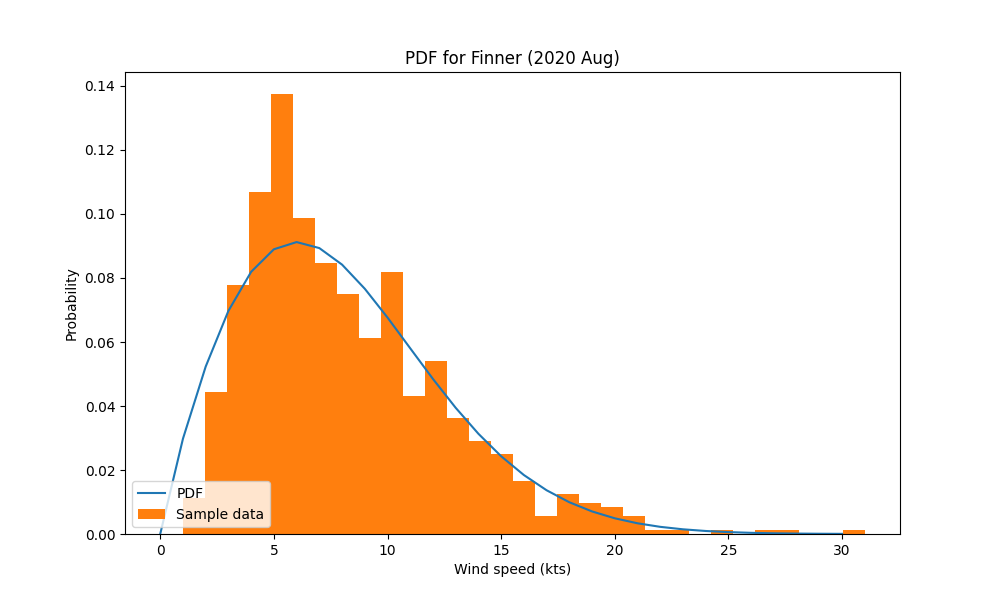 PDF for Finner (2020 Aug)
0.14
0.12
0.10
0.08
0.06
0.04
0.02
0.00
Probability
PDF
Sample data
0 5 10 15 20 25 30
Wind speed (kts)